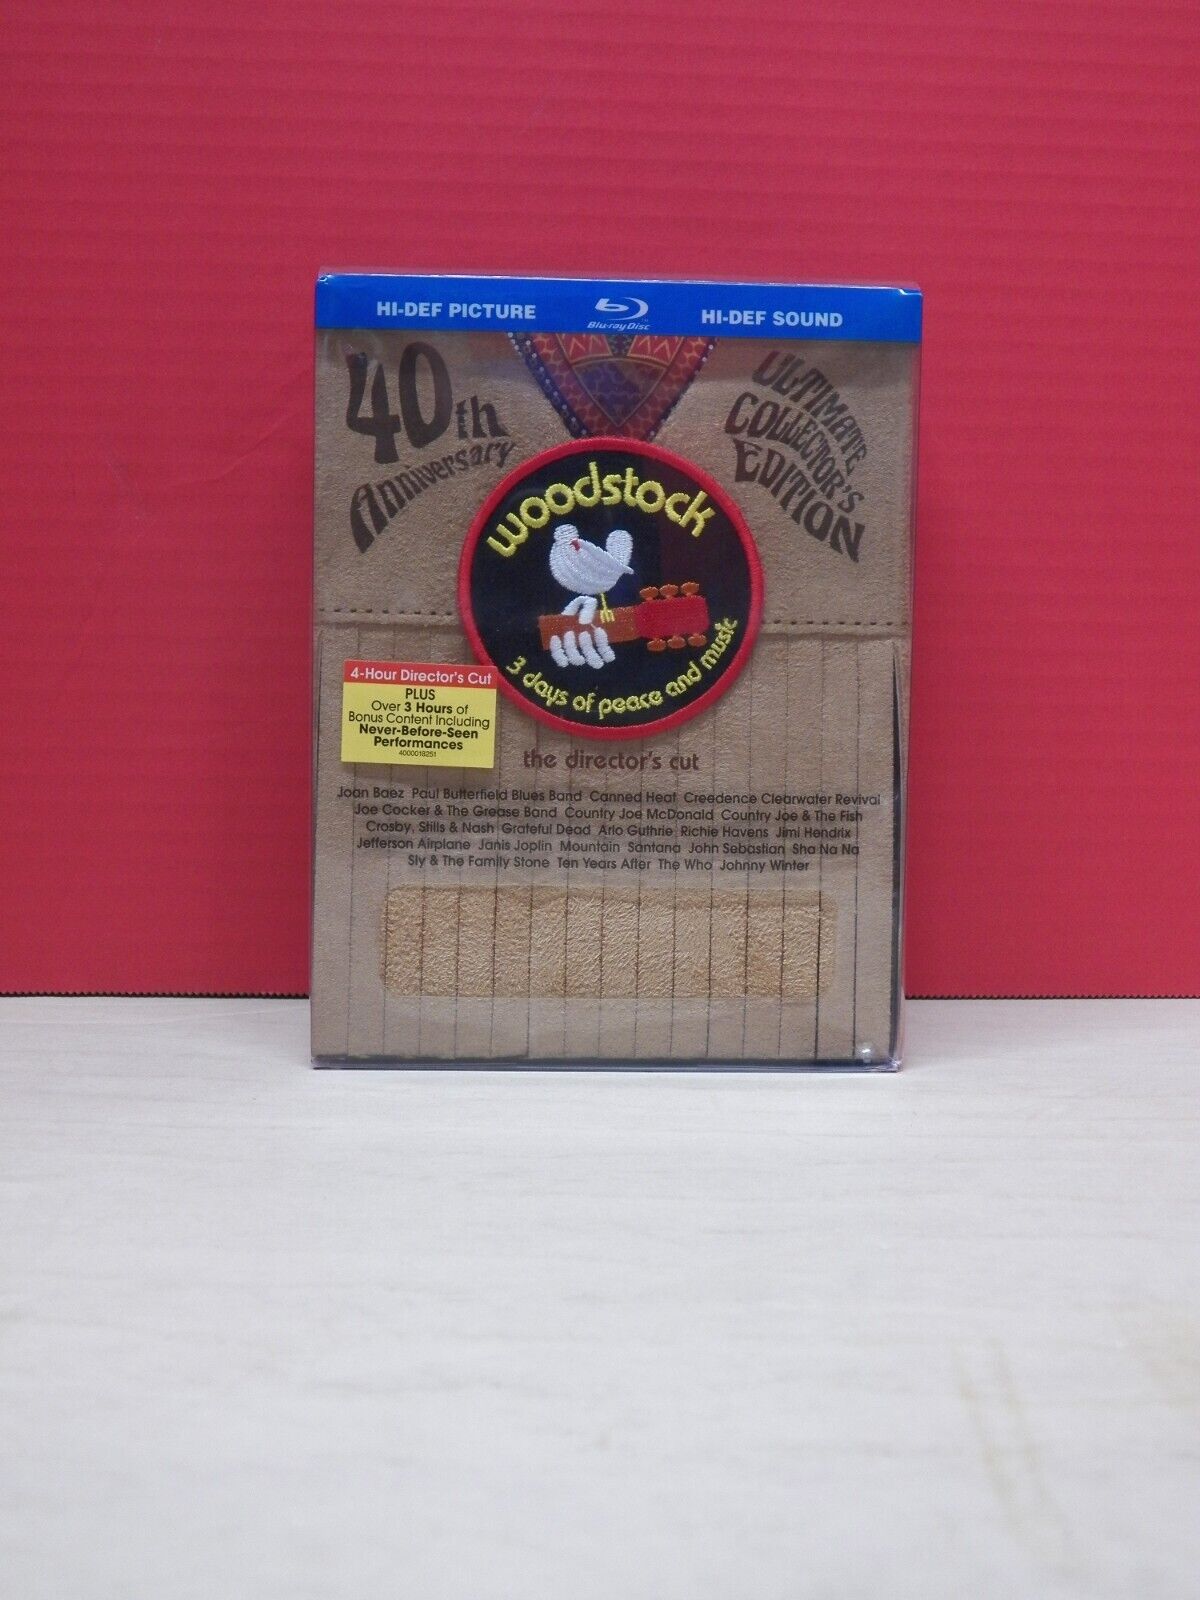 HI-DEF PICTURE
Blu-ray Disc
HI-DEF SOUND
40th
Anniversary
ULTIMATE
COLLECTOR'S
EDITION
woodstock
3 days of peace and music
4-Hour Director's Cut
PLUS
Over 3 Hours of
Bonus Content Including
Never-Before-Seen
Performances
4000018251
the director's cut
Joan Baez Paul Butterfield Blues Band Canned Heat Creedence Clearwater Revival
Joe Cocker & The Grease Band Country Joe McDonald Country Joe & The Fish
Crosby, Stills & Nash Grateful Dead Arlo Guthrie Richie Havens Jimi Hendrix
Jefferson Airplane Janis Joplin Mountain Santana John Sebastian Sha Na Na
Sly & The Family Stone Ten Years After The Who Johnny Winter